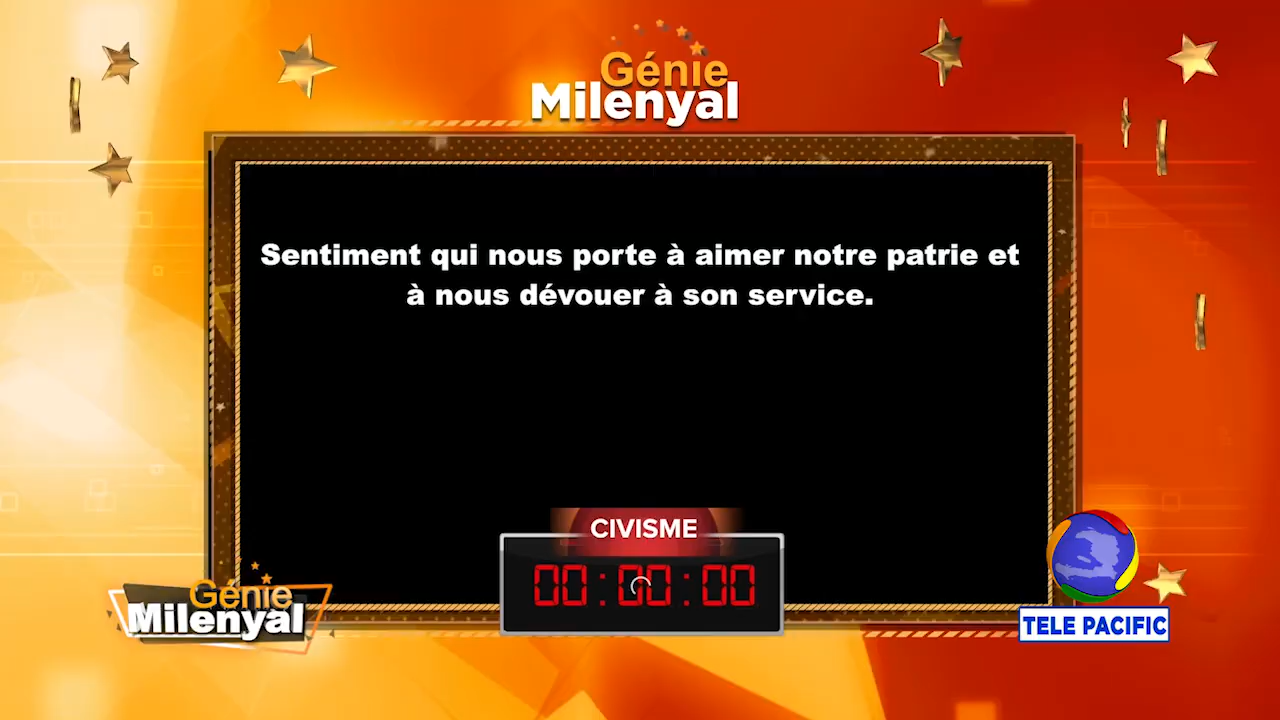 Génie
Milenyal
Sentiment qui nous porte à aimer notre patrie et
à nous dévouer à son service.
CIVISME
00:00:00
Génie
Milenyal
TELE PACIFIC